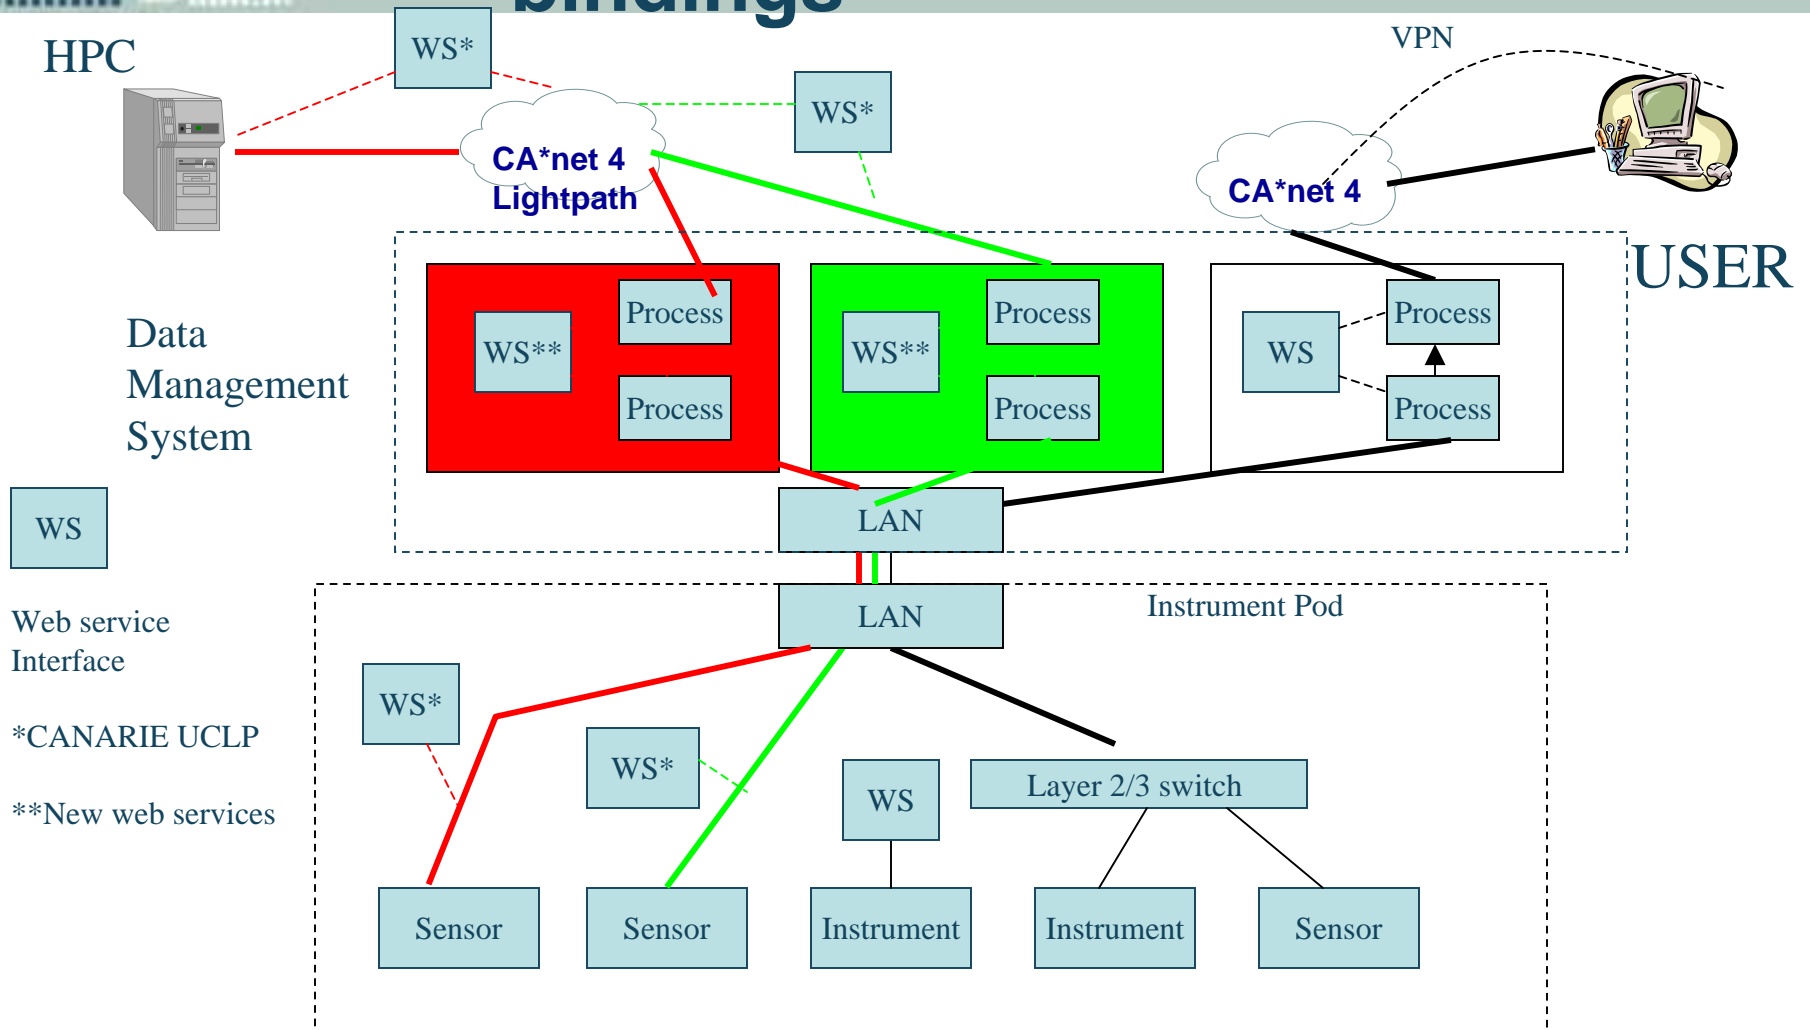 bindings
HPC
WS*
VPN
WS*
CA*net 4
Lightpath
CA*net 4
USER
Data
Management
System
WS**
Process
Process
WS**
Process
Process
WS
Process
Process
LAN
WS
Web service
Interface
*CANARIE UCLP
**New web services
LAN
Instrument Pod
WS*
WS*
WS
Layer 2/3 switch
Sensor
Sensor
Instrument
Instrument
Sensor